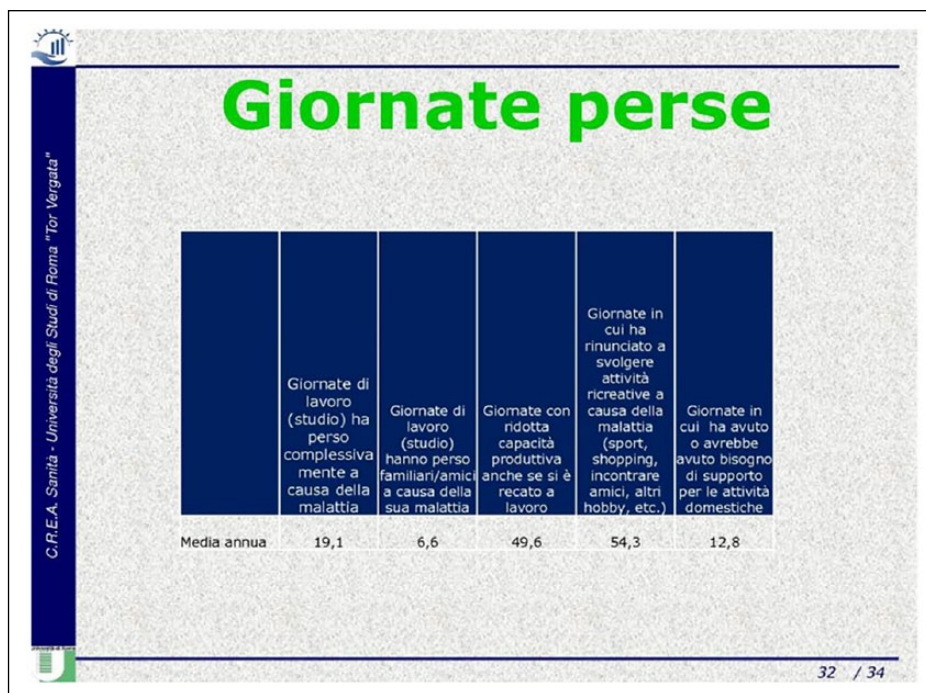 Giornate perse
C.R.E.A. Sanità - Università degli Studi di Roma "Tor Vergata"
Giornate di
lavoro
(studio) ha
perso
complessiva
mente a
causa della
malattia
Giornate di
lavoro
(studio)
hanno perso
familiari/amici
a causa della
sua malattia
Giornate con
ridotta
capacità
produttiva
anche se si è
recato a
lavoro
Giornate in
cui ha
rinunciato a
svolgere
attività
ricreative a
causa della
malattia
(sport,
shopping,
incontrare
amici, altri
hobby, etc.)
Giornate in
cui ha avuto
o avrebbe
avuto bisogno
di supporto
per le attività
domestiche
Media annua 19,1 6,6 49,6 54,3 12,8
32 / 34